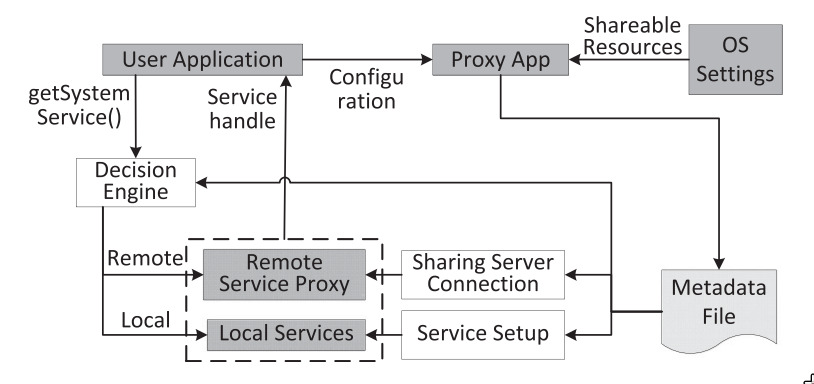 Shareable
Resources
OS
Settings
User Application
Configu
ration
Proxy App
getSystem
Service()
Service
handle
Decision
Engine
Remote
Remote
Service Proxy
Sharing Server
Connection
Metadata
File
Local
Local Services
Service Setup